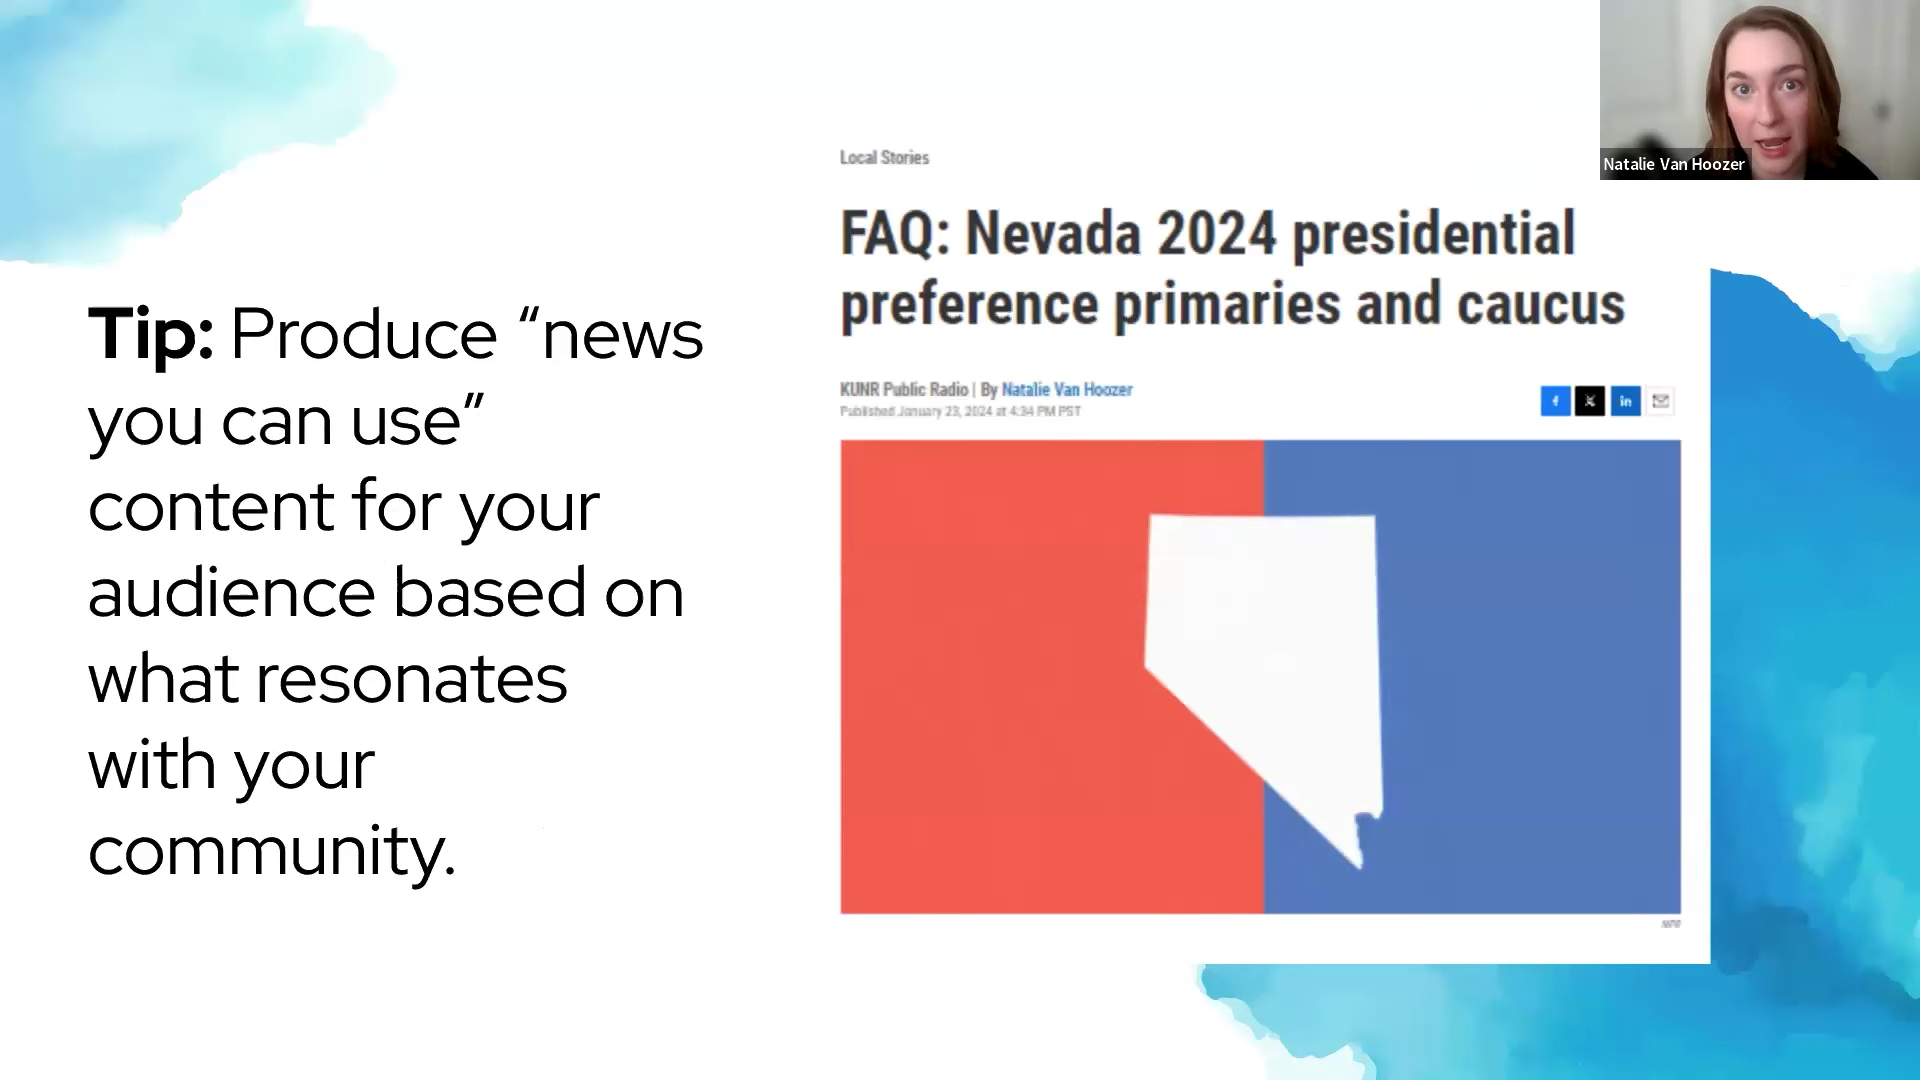 Tip: Produce “news
you can use”
content for your
audience based on
what resonates
with your
community.
Local Stories
FAQ: Nevada 2024 presidential
preference primaries and caucus
KUNR Public Radio | By Natalie Van Hoozer
Published January 23, 2024 at 4:34 PM PST
NPR
Natalie Van Hoozer